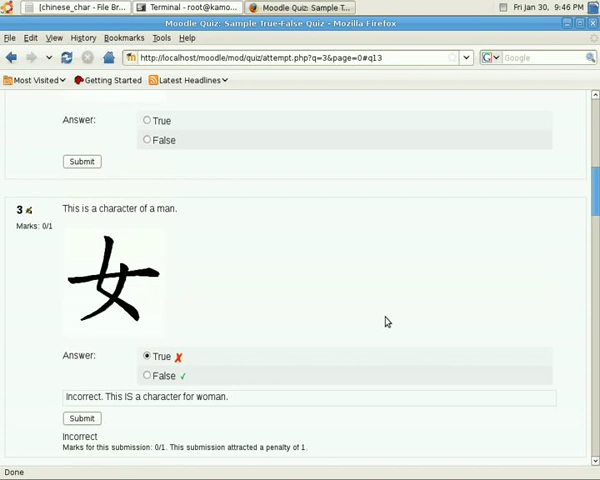 [chinese_char - File Br...
Terminal - root@kamo...
Moodle Quiz: Sample T...
Fri Jan 30, 9:46 PM
Moodle Quiz: Sample True-False Quiz - Mozilla Firefox
File Edit View History Bookmarks Tools Help
http://localhost/moodle/mod/quiz/attempt.php?q=3&page=0#q13
Google
Most Visited Getting Started Latest Headlines
Answer: True
False
Submit
3 This is a character of a man.
Marks: 0/1
女
Answer: True
False
Incorrect. This IS a character for woman.
Submit
Incorrect
Marks for this submission: 0/1. This submission attracted a penalty of 1.
Done